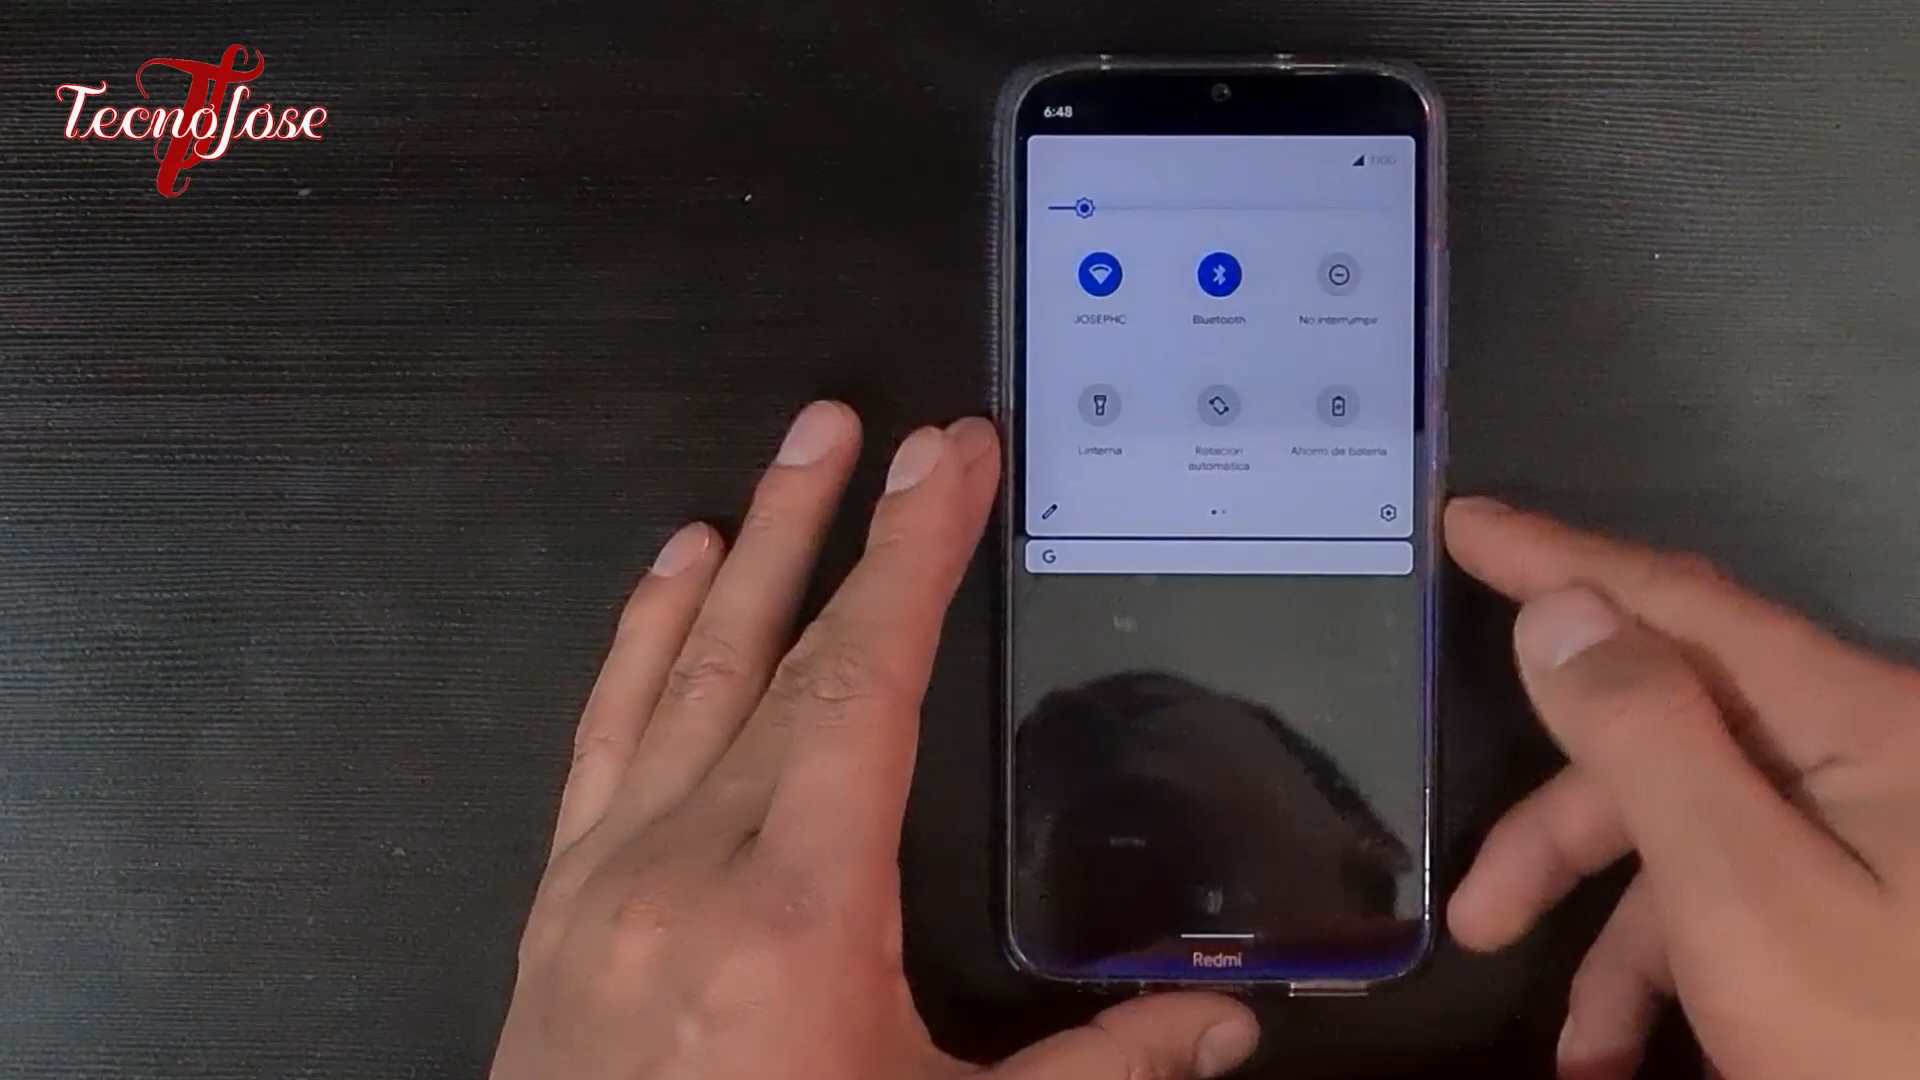 TecnoJose
6:48
JOSEPHC
Bluetooth
No interrumpir
Linterna
Rotación
automática
Ahorro de batería
G
Redmi